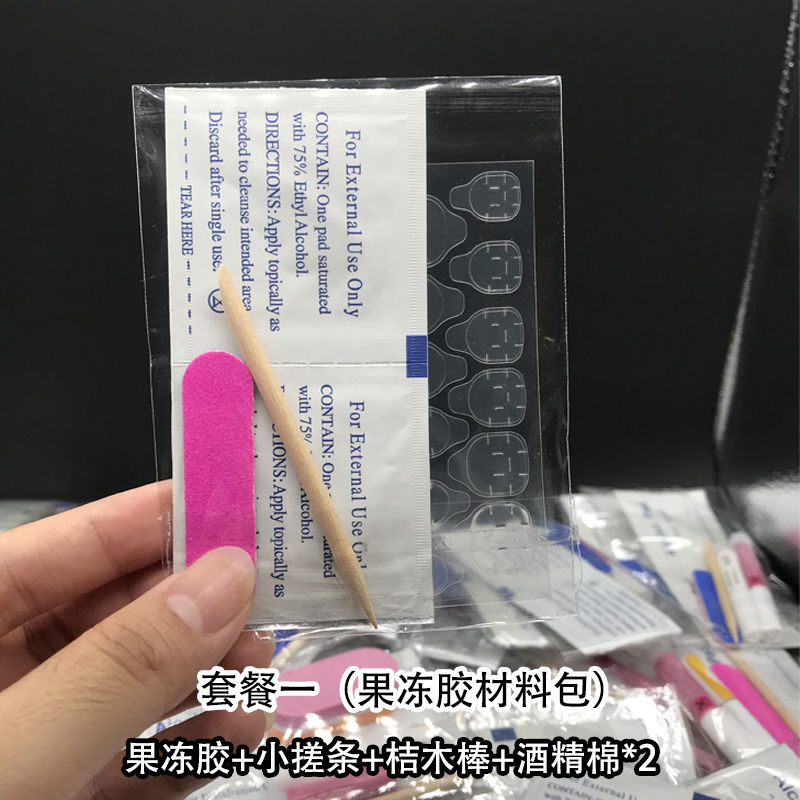 For External Use Only
CONTAIN: One pad saturated
with 75% Ethyl Alcohol.
DIRECTIONS: Apply topically as
needed to cleanse intended area.
Discard after single use.
TEAR HERE
For External Use Only
CONTAIN: One
with 75% Alcohol.
Apply topically as
套餐一（果冻胶材料包）
果冻胶+小搓条+桔木棒+酒精棉*2